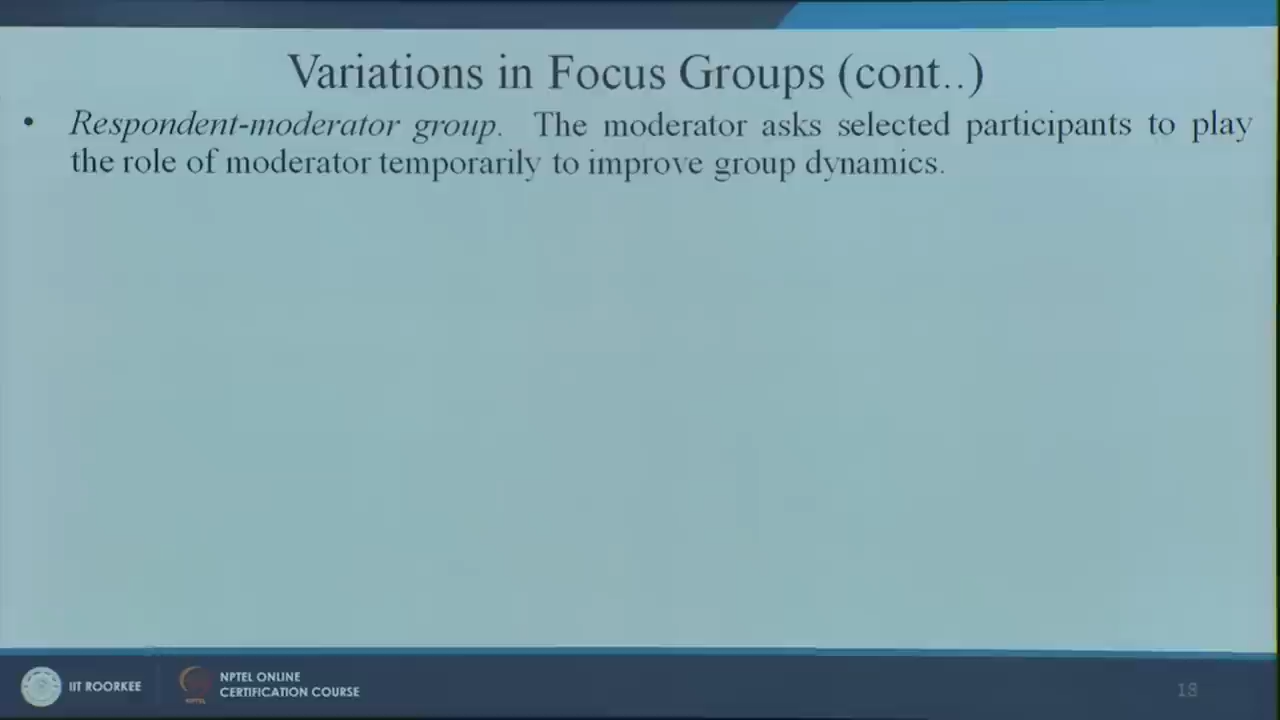 Variations in Focus Groups (cont..)
• Respondent-moderator group. The moderator asks selected participants to play
the role of moderator temporarily to improve group dynamics.
IIT ROORKEE
NPTEL ONLINE
CERTIFICATION COURSE
18